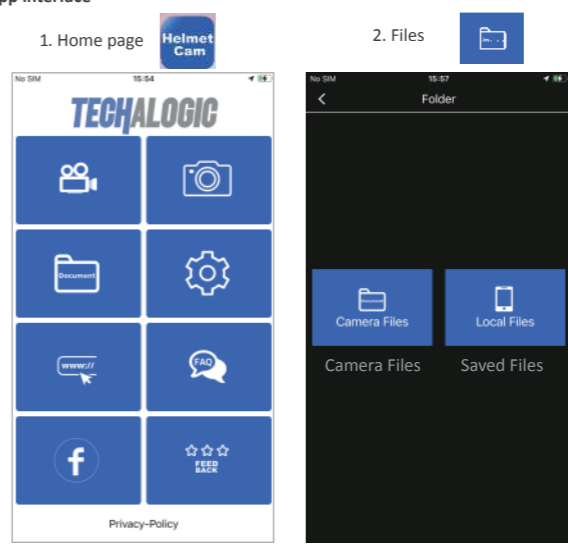 pp interface
1. Home page
Helmet
Cam
2. Files
No SIM 15:54
TECHALOGIC
Document
www://
FAQ
f
FEED
BACK
Privacy-Policy
No SIM 15:57
< Folder
Document
Camera Files
Local Files
Camera Files
Saved Files